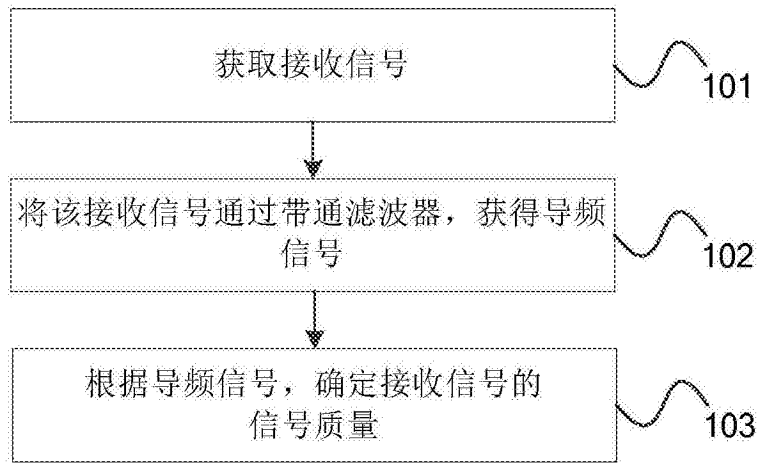 获取接收信号
101
将该接收信号通过带通滤波器，获得导频
信号
102
根据导频信号，确定接收信号的
信号质量
103